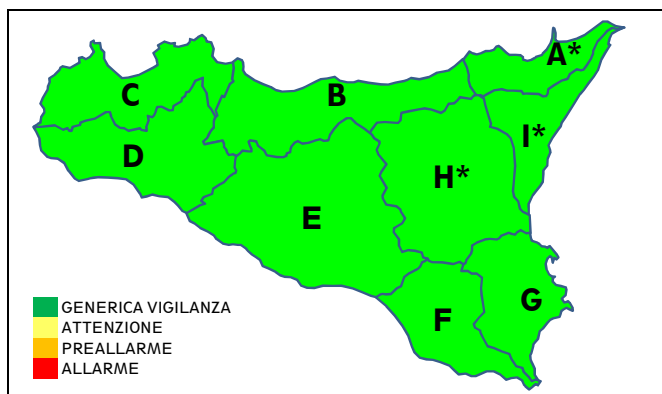 A*
C
B
I*
D
H*
E
G
F
GENERICA VIGILANZA
ATTENZIONE
PREALLARME
ALLARME